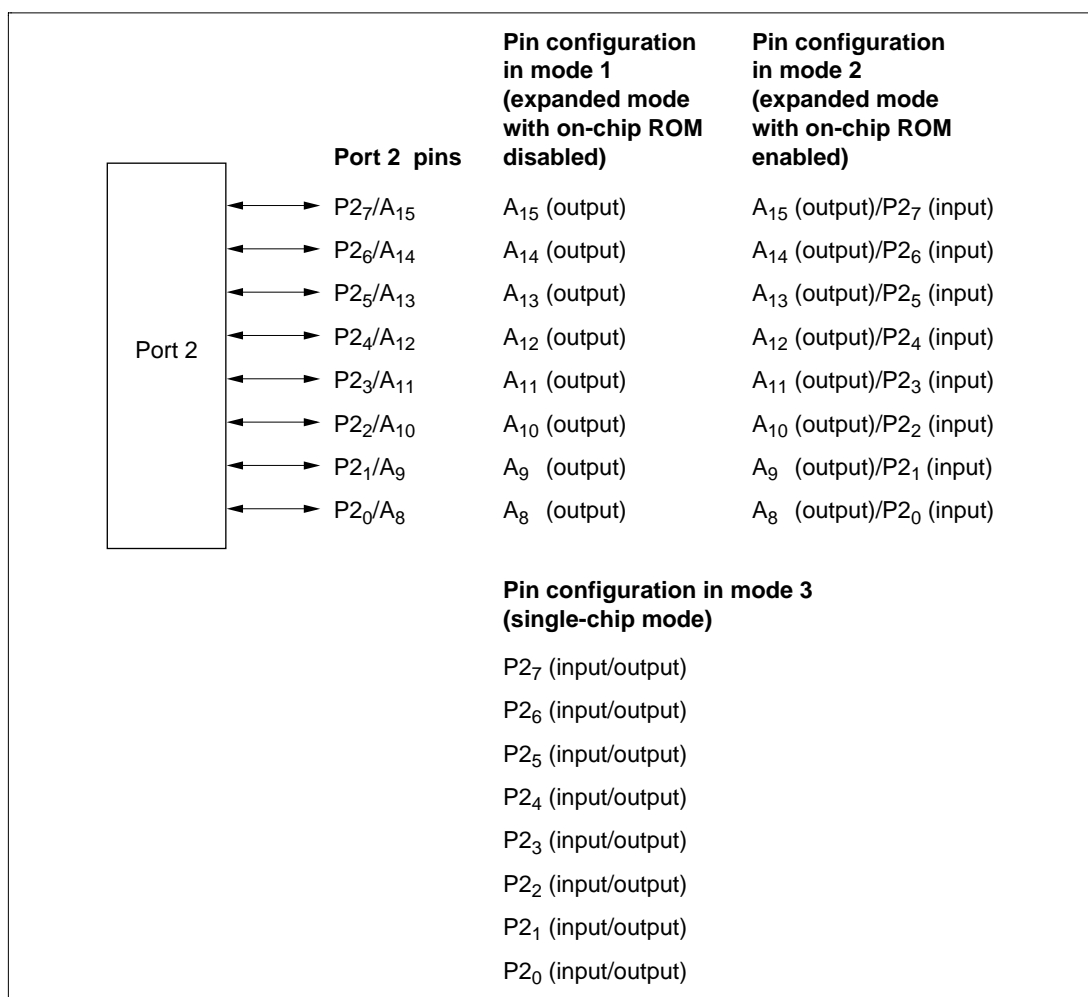 Pin configuration in mode 1 (expanded mode with on-chip ROM disabled)
Pin configuration in mode 2 (expanded mode with on-chip ROM enabled)
Port 2 pins
Port 2
P2₇/A₁₅ A₁₅ (output) A₁₅ (output)/P2₇ (input)
P2₆/A₁₄ A₁₄ (output) A₁₄ (output)/P2₆ (input)
P2₅/A₁₃ A₁₃ (output) A₁₃ (output)/P2₅ (input)
P2₄/A₁₂ A₁₂ (output) A₁₂ (output)/P2₄ (input)
P2₃/A₁₁ A₁₁ (output) A₁₁ (output)/P2₃ (input)
P2₂/A₁₀ A₁₀ (output) A₁₀ (output)/P2₂ (input)
P2₁/A₉ A₉ (output) A₉ (output)/P2₁ (input)
P2₀/A₈ A₈ (output) A₈ (output)/P2₀ (input)
Pin configuration in mode 3
(single-chip mode)
P2₇ (input/output)
P2₆ (input/output)
P2₅ (input/output)
P2₄ (input/output)
P2₃ (input/output)
P2₂ (input/output)
P2₁ (input/output)
P2₀ (input/output)